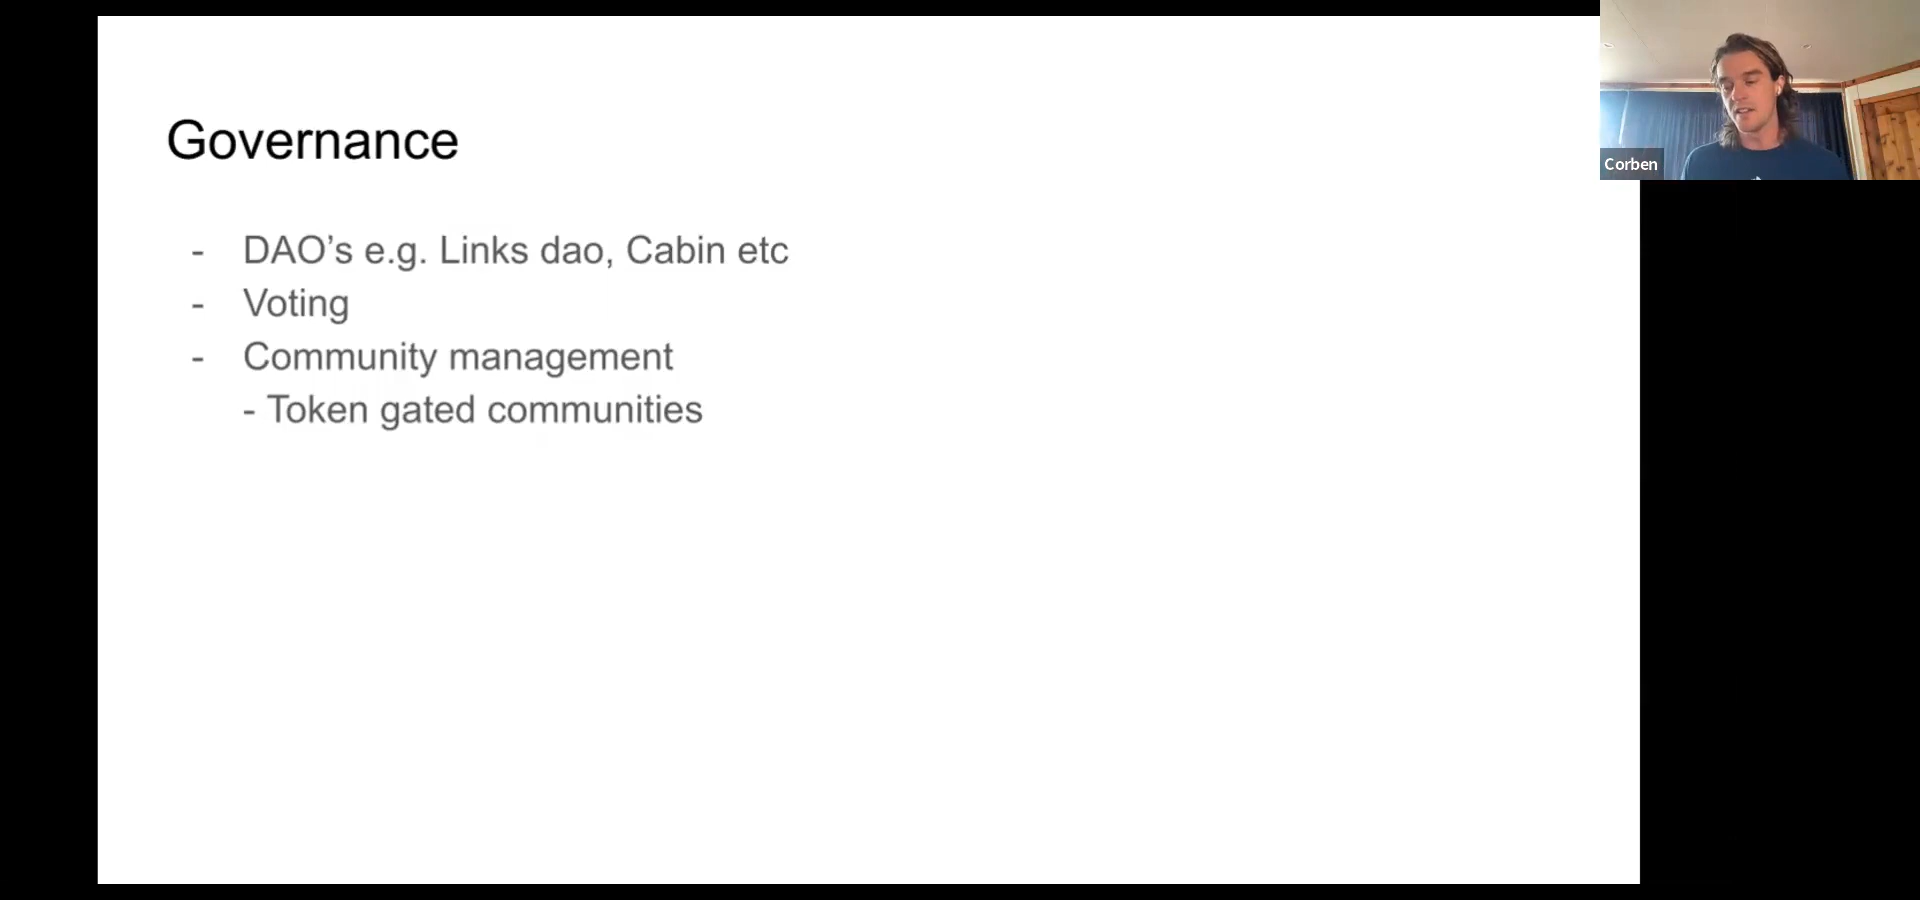 Governance
- DAO’s e.g. Links dao, Cabin etc
- Voting
- Community management
- Token gated communities
Corben